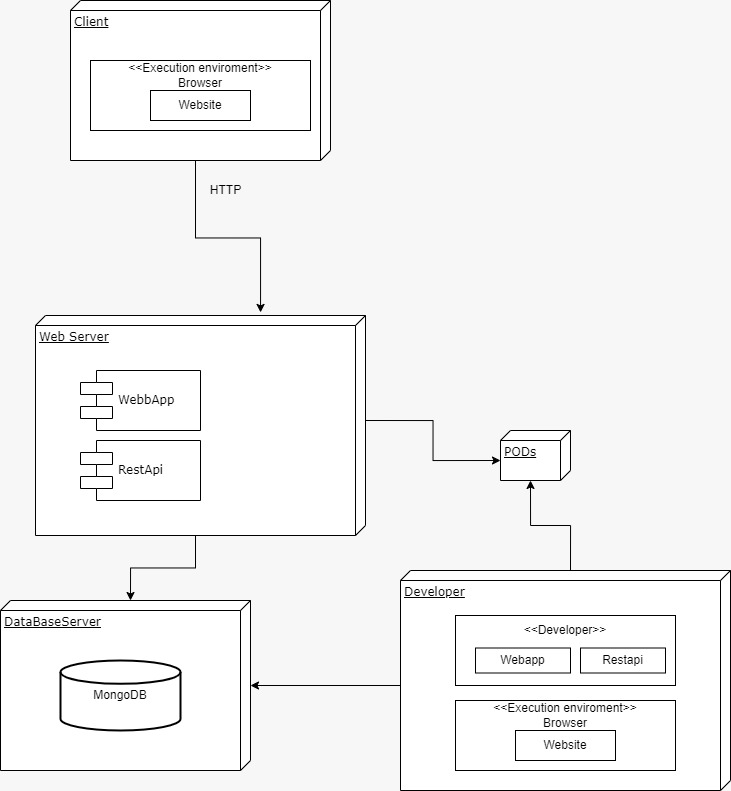 Client
<<Execution enviroment>>
Browser
Website
HTTP
Web Server
WebbApp
RestApi
PODs
Developer
<<Developer>>
Webapp
Restapi
<<Execution enviroment>>
Browser
Website
DataBaseServer
MongoDB